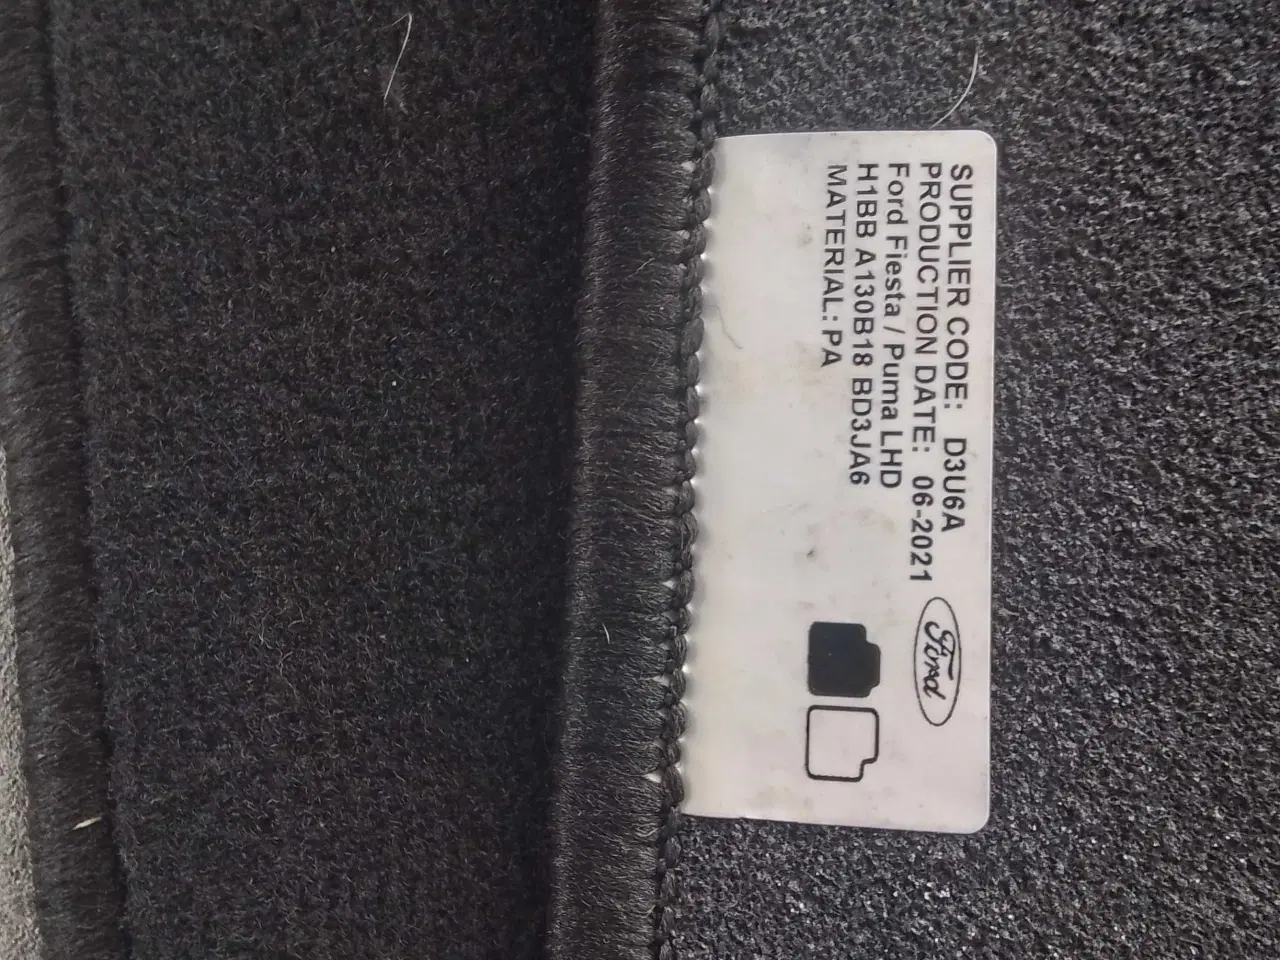 SUPPLIER CODE: D3U6A
PRODUCTION DATE: 06-2021
Ford Fiesta / Puma LHD
H1BB A130B18 BD3JA6
MATERIAL: PA
Ford